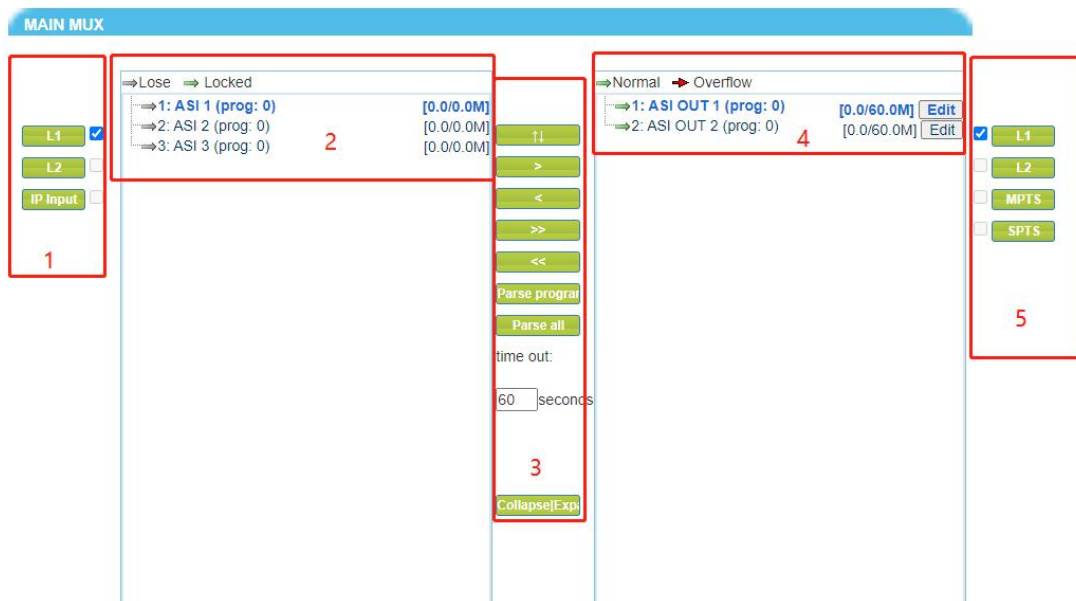 MAIN MUX
1
L1
L2
IP Input
Lose Locked
1: ASI 1 (prog: 0) [0.0/0.0M]
2: ASI 2 (prog: 0) [0.0/0.0M]
3: ASI 3 (prog: 0) [0.0/0.0M]
2
↑↓
>
<
>>
<<
Parse progra
Parse all
time out:
60 seconds
3
Collapse|Exp
Normal Overflow
1: ASI OUT 1 (prog: 0) [0.0/60.0M] Edit
2: ASI OUT 2 (prog: 0) [0.0/60.0M] Edit
4
L1
L2
MPTS
SPTS
5